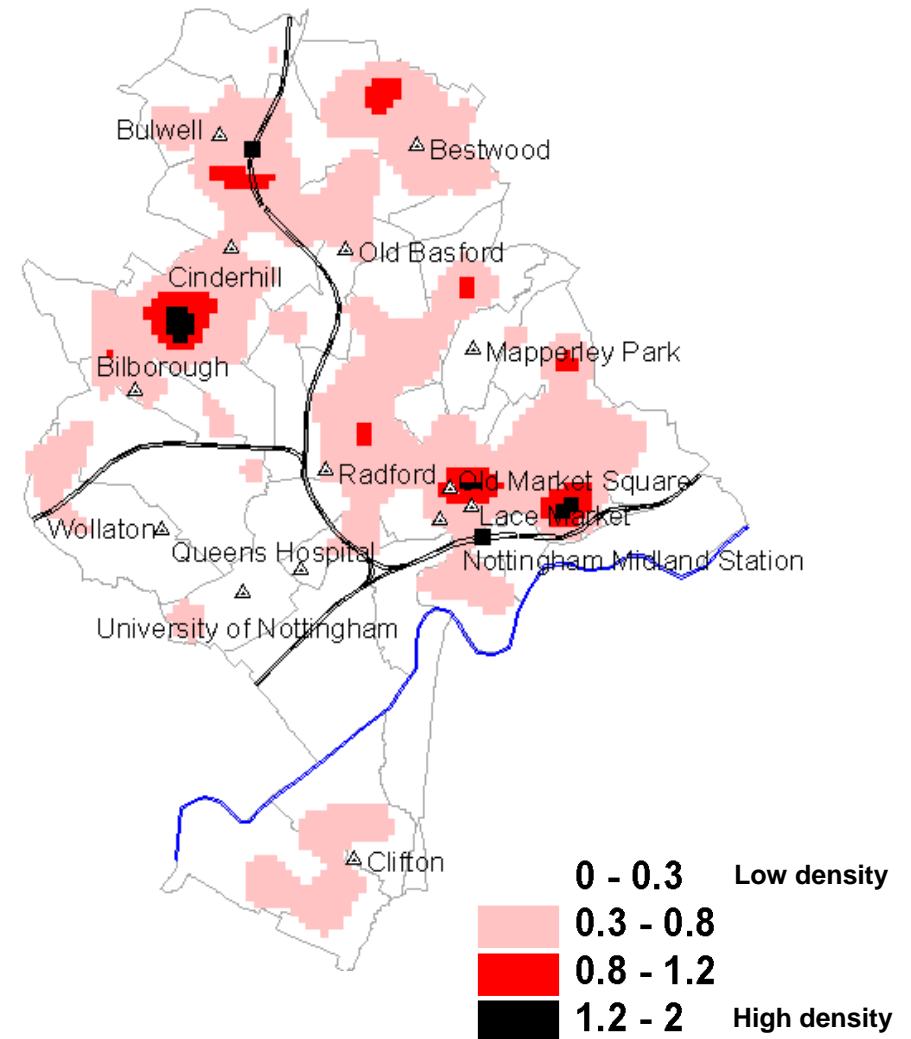 Bulwell
Bestwood
Old Basford
Cinderhill
Mapperley Park
Bilborough
Radford
Old Market Square
Lace Market
Wollaton
Queens Hospital
Nottingham Midland Station
University of Nottingham
Clifton
0 - 0.3 Low density
0.3 - 0.8
0.8 - 1.2
1.2 - 2 High density